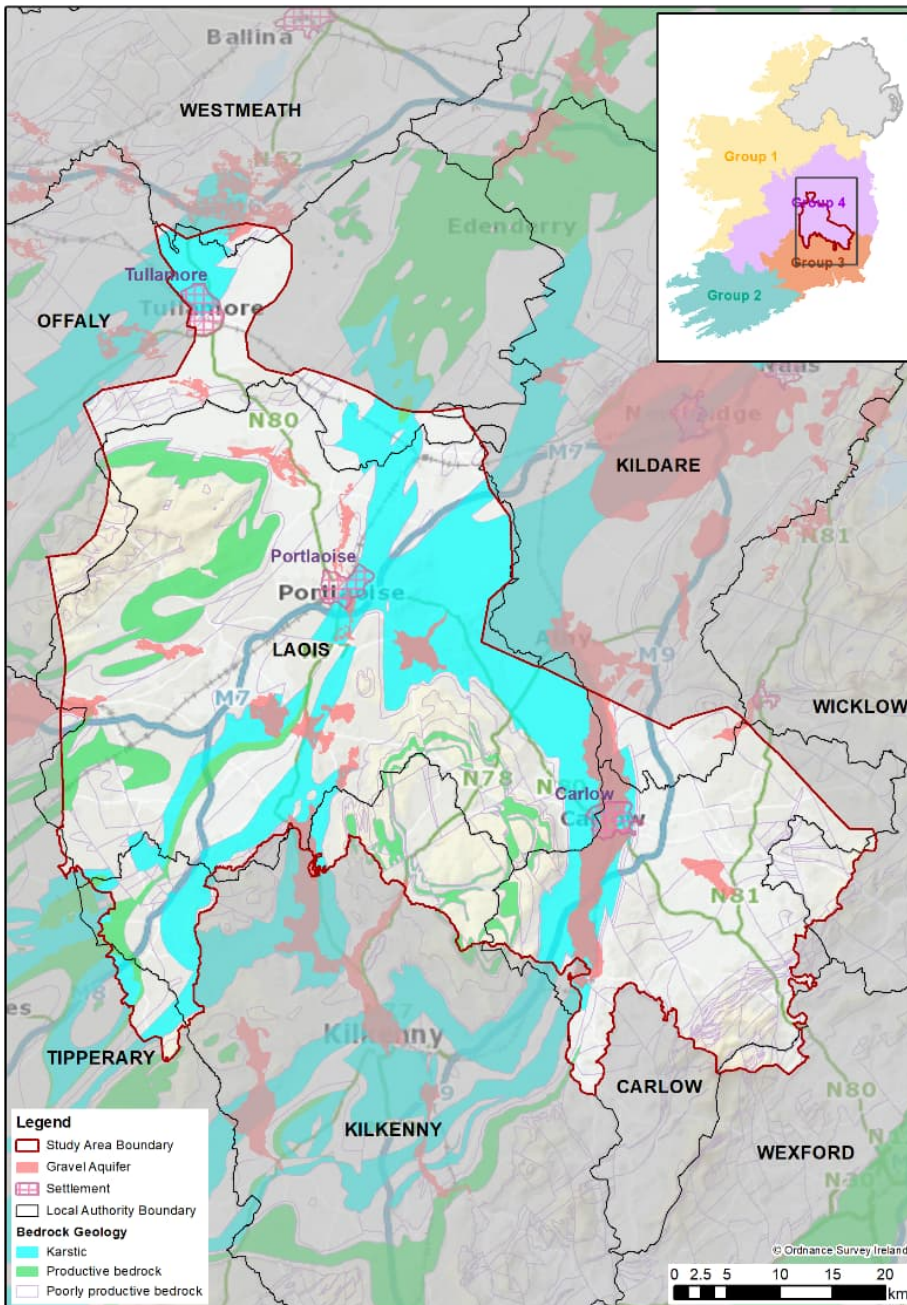 Ballina
WESTMEATH
N52
Edenderry
Tullamore
Tullamore
OFFALY
N80
Group 1
Group 4
Group 3
Group 2
Naas
Newbridge
M7
KILDARE
N81
Portlaoise
Portlaoise
LAOIS
Athy
M9
M7
WICKLOW
N78
N80
Carlow
Carlow
N81
M8
Kilkenny
TIPPERARY
CARLOW
N80
KILKENNY
WEXFORD
N30
Legend
Study Area Boundary
Gravel Aquifer
Settlement
Local Authority Boundary
Bedrock Geology
Karstic
Productive bedrock
Poorly productive bedrock
© Ordnance Survey Ireland
0 2.5 5 10 15 20
km